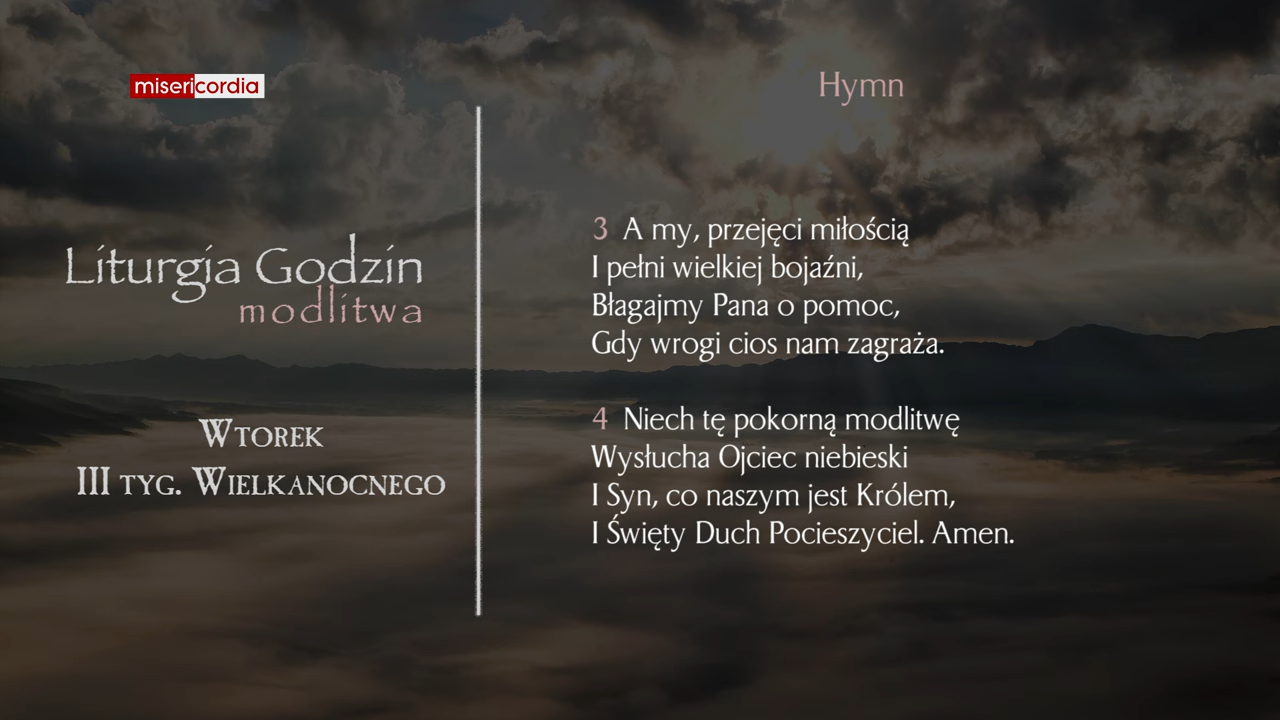 misericordia
Liturgia Godzin
modlitwa
Wtorek
III tyg. Wielkanocnego
Hymn
3 A my, przejęci miłością
I pełni wielkiej bojaźni,
Błagajmy Pana o pomoc,
Gdy wrogi cios nam zagraża.
4 Niech tę pokorną modlitwę
Wysłucha Ojciec niebieski
I Syn, co naszym jest Królem,
I Święty Duch Pocieszyciel. Amen.